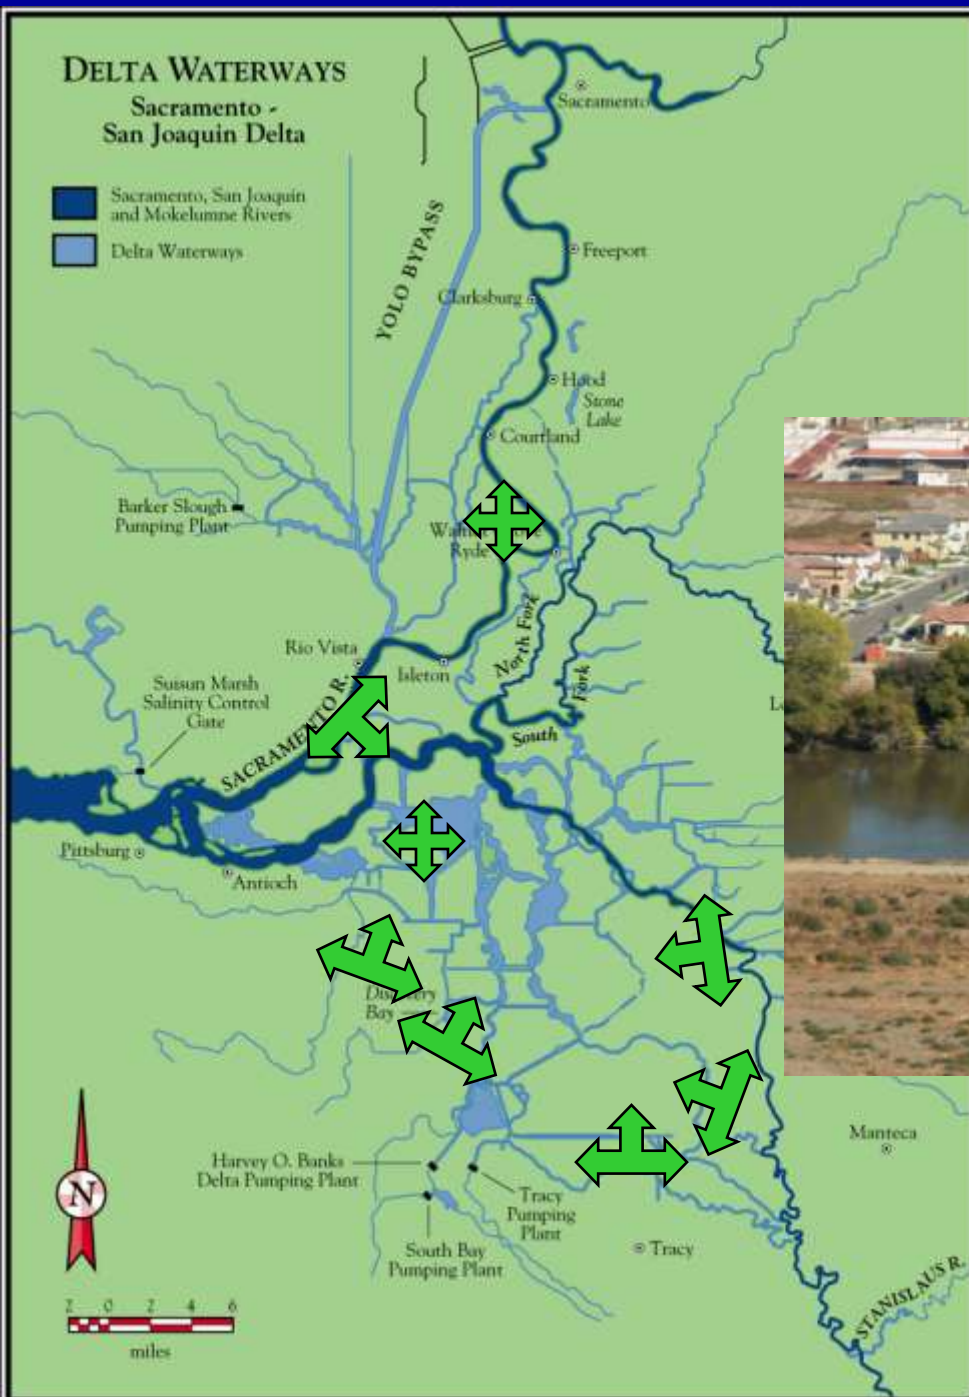 DELTA WATERWAYS
Sacramento -
San Joaquin Delta
Sacramento, San Joaquin
and Mokelumne Rivers
Delta Waterways
Sacramento
YOLO BYPASS
Freeport
Clarksburg
Hood
Stone
Lake
Courtland
Barker Slough
Pumping Plant
Ryde
North Fork
Rio Vista
Isleton
Fork
South
Suisun Marsh
Salinity Control
Gate
SACRAMENTO R.
Pittsburg
Antioch
Bay
N
Manteca
Harvey O. Banks
Delta Pumping Plant
Tracy
Pumping
Plant
South Bay
Pumping Plant
Tracy
STANISLAUS R.
2 0 2 4 6
miles